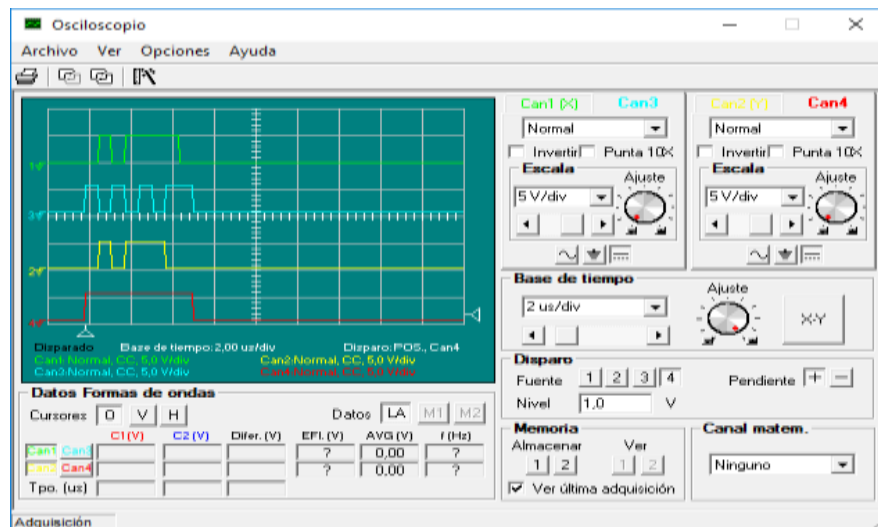 Osciloscopio
Archivo Ver Opciones Ayuda
Disparado Base de tiempo:2,00 us/div Disparo:POS., Can4
Can1:Normal, CC, 5,0 V/div Can2:Normal, CC, 5,0 V/div
Can3:Normal, CC, 5,0 V/div Can4:Normal, CC, 5,0 V/div
Datos Formas de ondas
Cursores O V H Datos LA M1 M2
C1(V) C2(V) Difer. (V) EFI. (V) AVG (V) f (Hz)
Can1 Can3 ? 0,00 ?
Can2 Can4 ? 0,00 ?
Tpo. (us)
Adquisición
Can1 (X) Can3
Normal
Invertir Punta 10X
Escala
Ajuste
5 V/div
Can2 (Y) Can4
Normal
Invertir Punta 10X
Escala
Ajuste
5 V/div
Base de tiempo
Ajuste
2 us/div
X-Y
Disparo
Fuente 1 2 3 4 Pendiente + -
Nivel 1,0 V
Memoria
Almacenar Ver
1 2 1 2
Ver última adquisición
Canal matem.
Ninguno